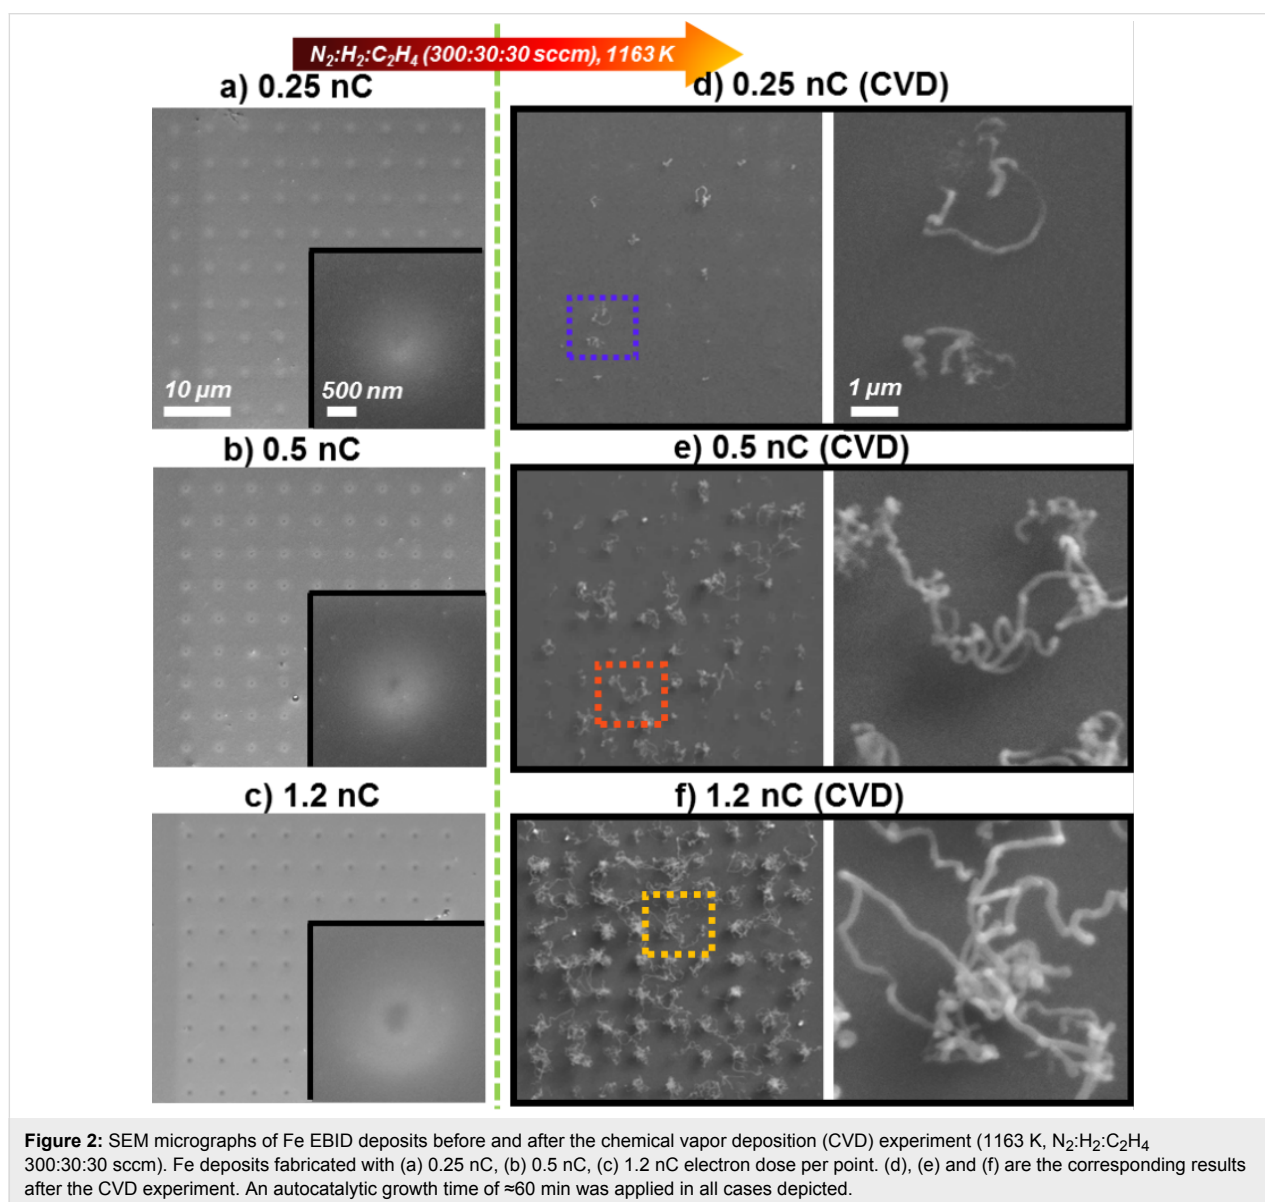 N₂:H₂:C₂H₄ (300:30:30 sccm), 1163 K
a) 0.25 nC
d) 0.25 nC (CVD)
10 µm
500 nm
1 µm
b) 0.5 nC
e) 0.5 nC (CVD)
c) 1.2 nC
f) 1.2 nC (CVD)
Figure 2: SEM micrographs of Fe EBID deposits before and after the chemical vapor deposition (CVD) experiment (1163 K, N₂:H₂:C₂H₄
300:30:30 sccm). Fe deposits fabricated with (a) 0.25 nC, (b) 0.5 nC, (c) 1.2 nC electron dose per point. (d), (e) and (f) are the corresponding results
after the CVD experiment. An autocatalytic growth time of ≈60 min was applied in all cases depicted.